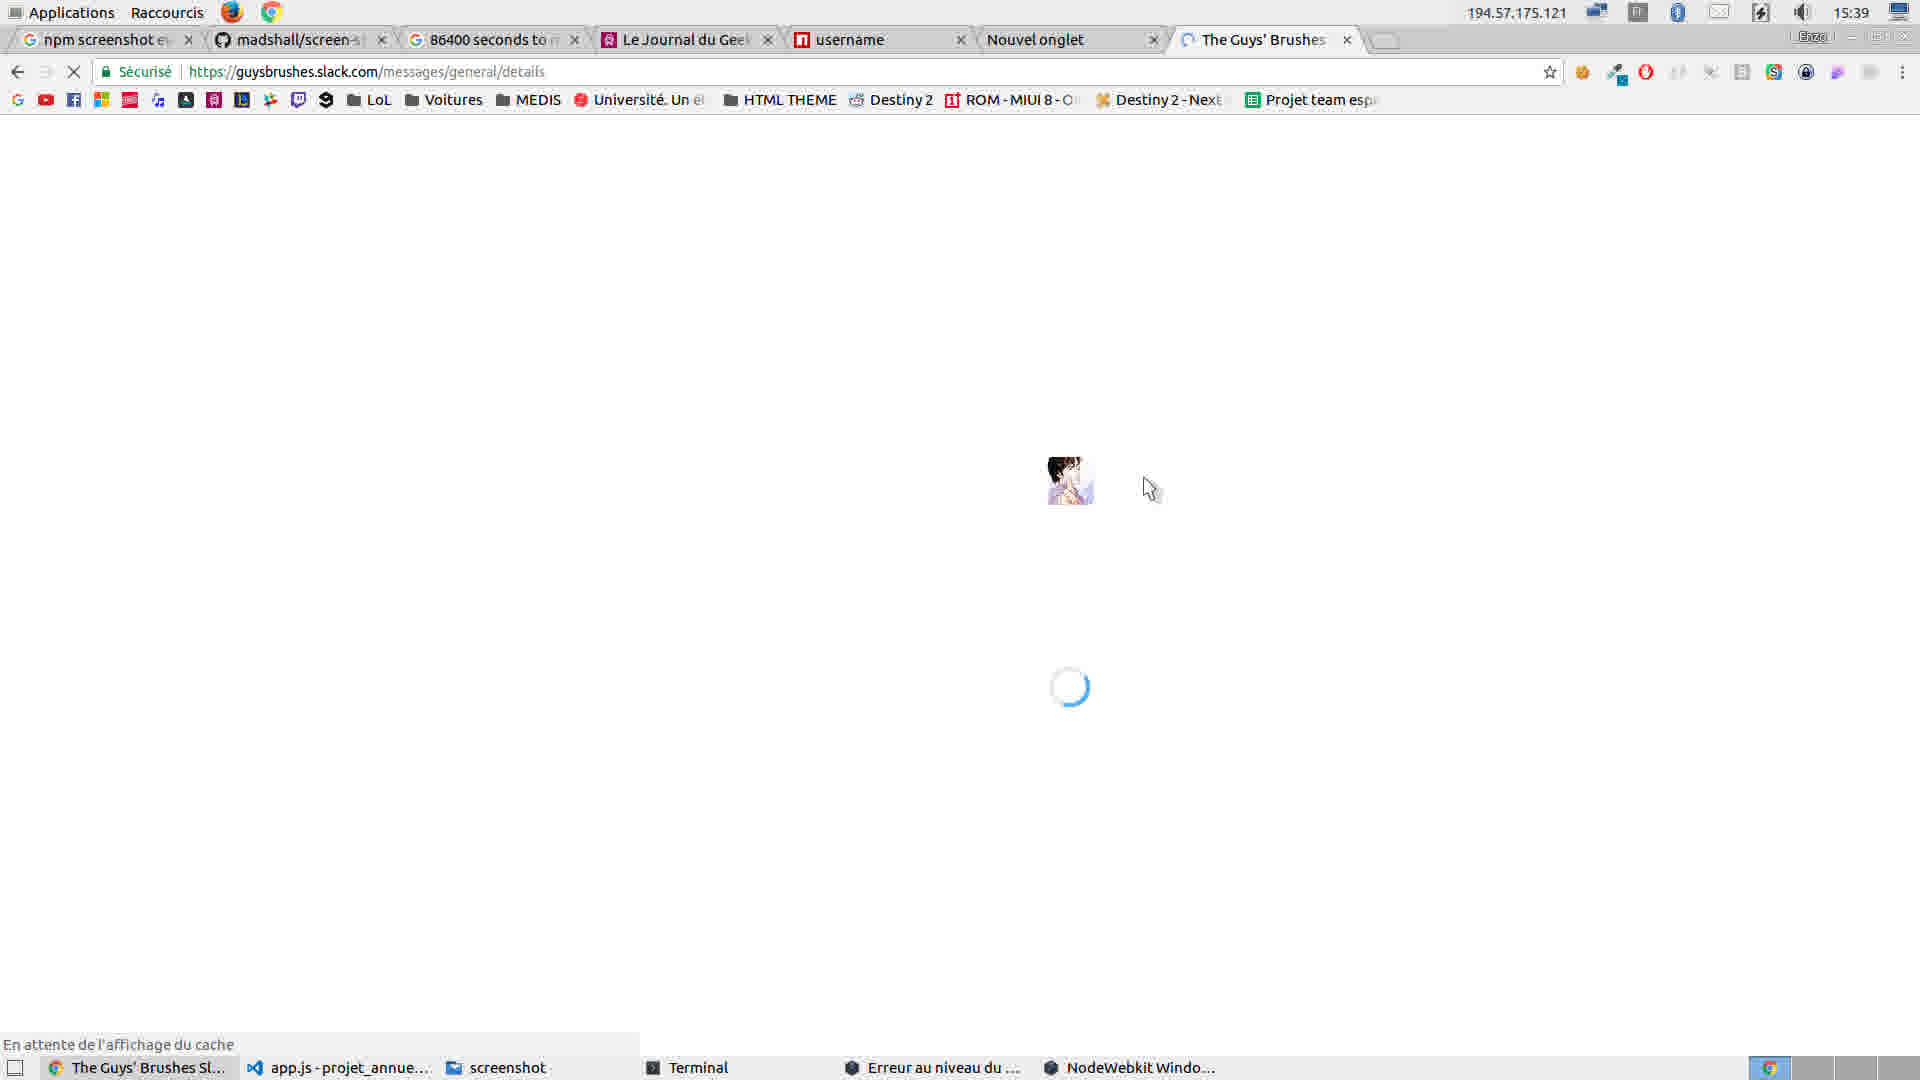 Applications Raccourcis 194.57.175.121 Fr 15:39
npm screenshot ev madshall/screen-s 86400 seconds to m Le Journal du Geek username Nouvel onglet The Guys' Brushes Enzo
Sécurisé https://guysbrushes.slack.com/messages/general/details
LoL Voitures MEDIS Université. Un él HTML THEME Destiny 2 ROM - MIUI 8 - O Destiny 2 - Next Projet team esp
En attente de l'affichage du cache
The Guys' Brushes Sl... app.js - projet_annue... screenshot Terminal Erreur au niveau du ... NodeWebkit Windo...